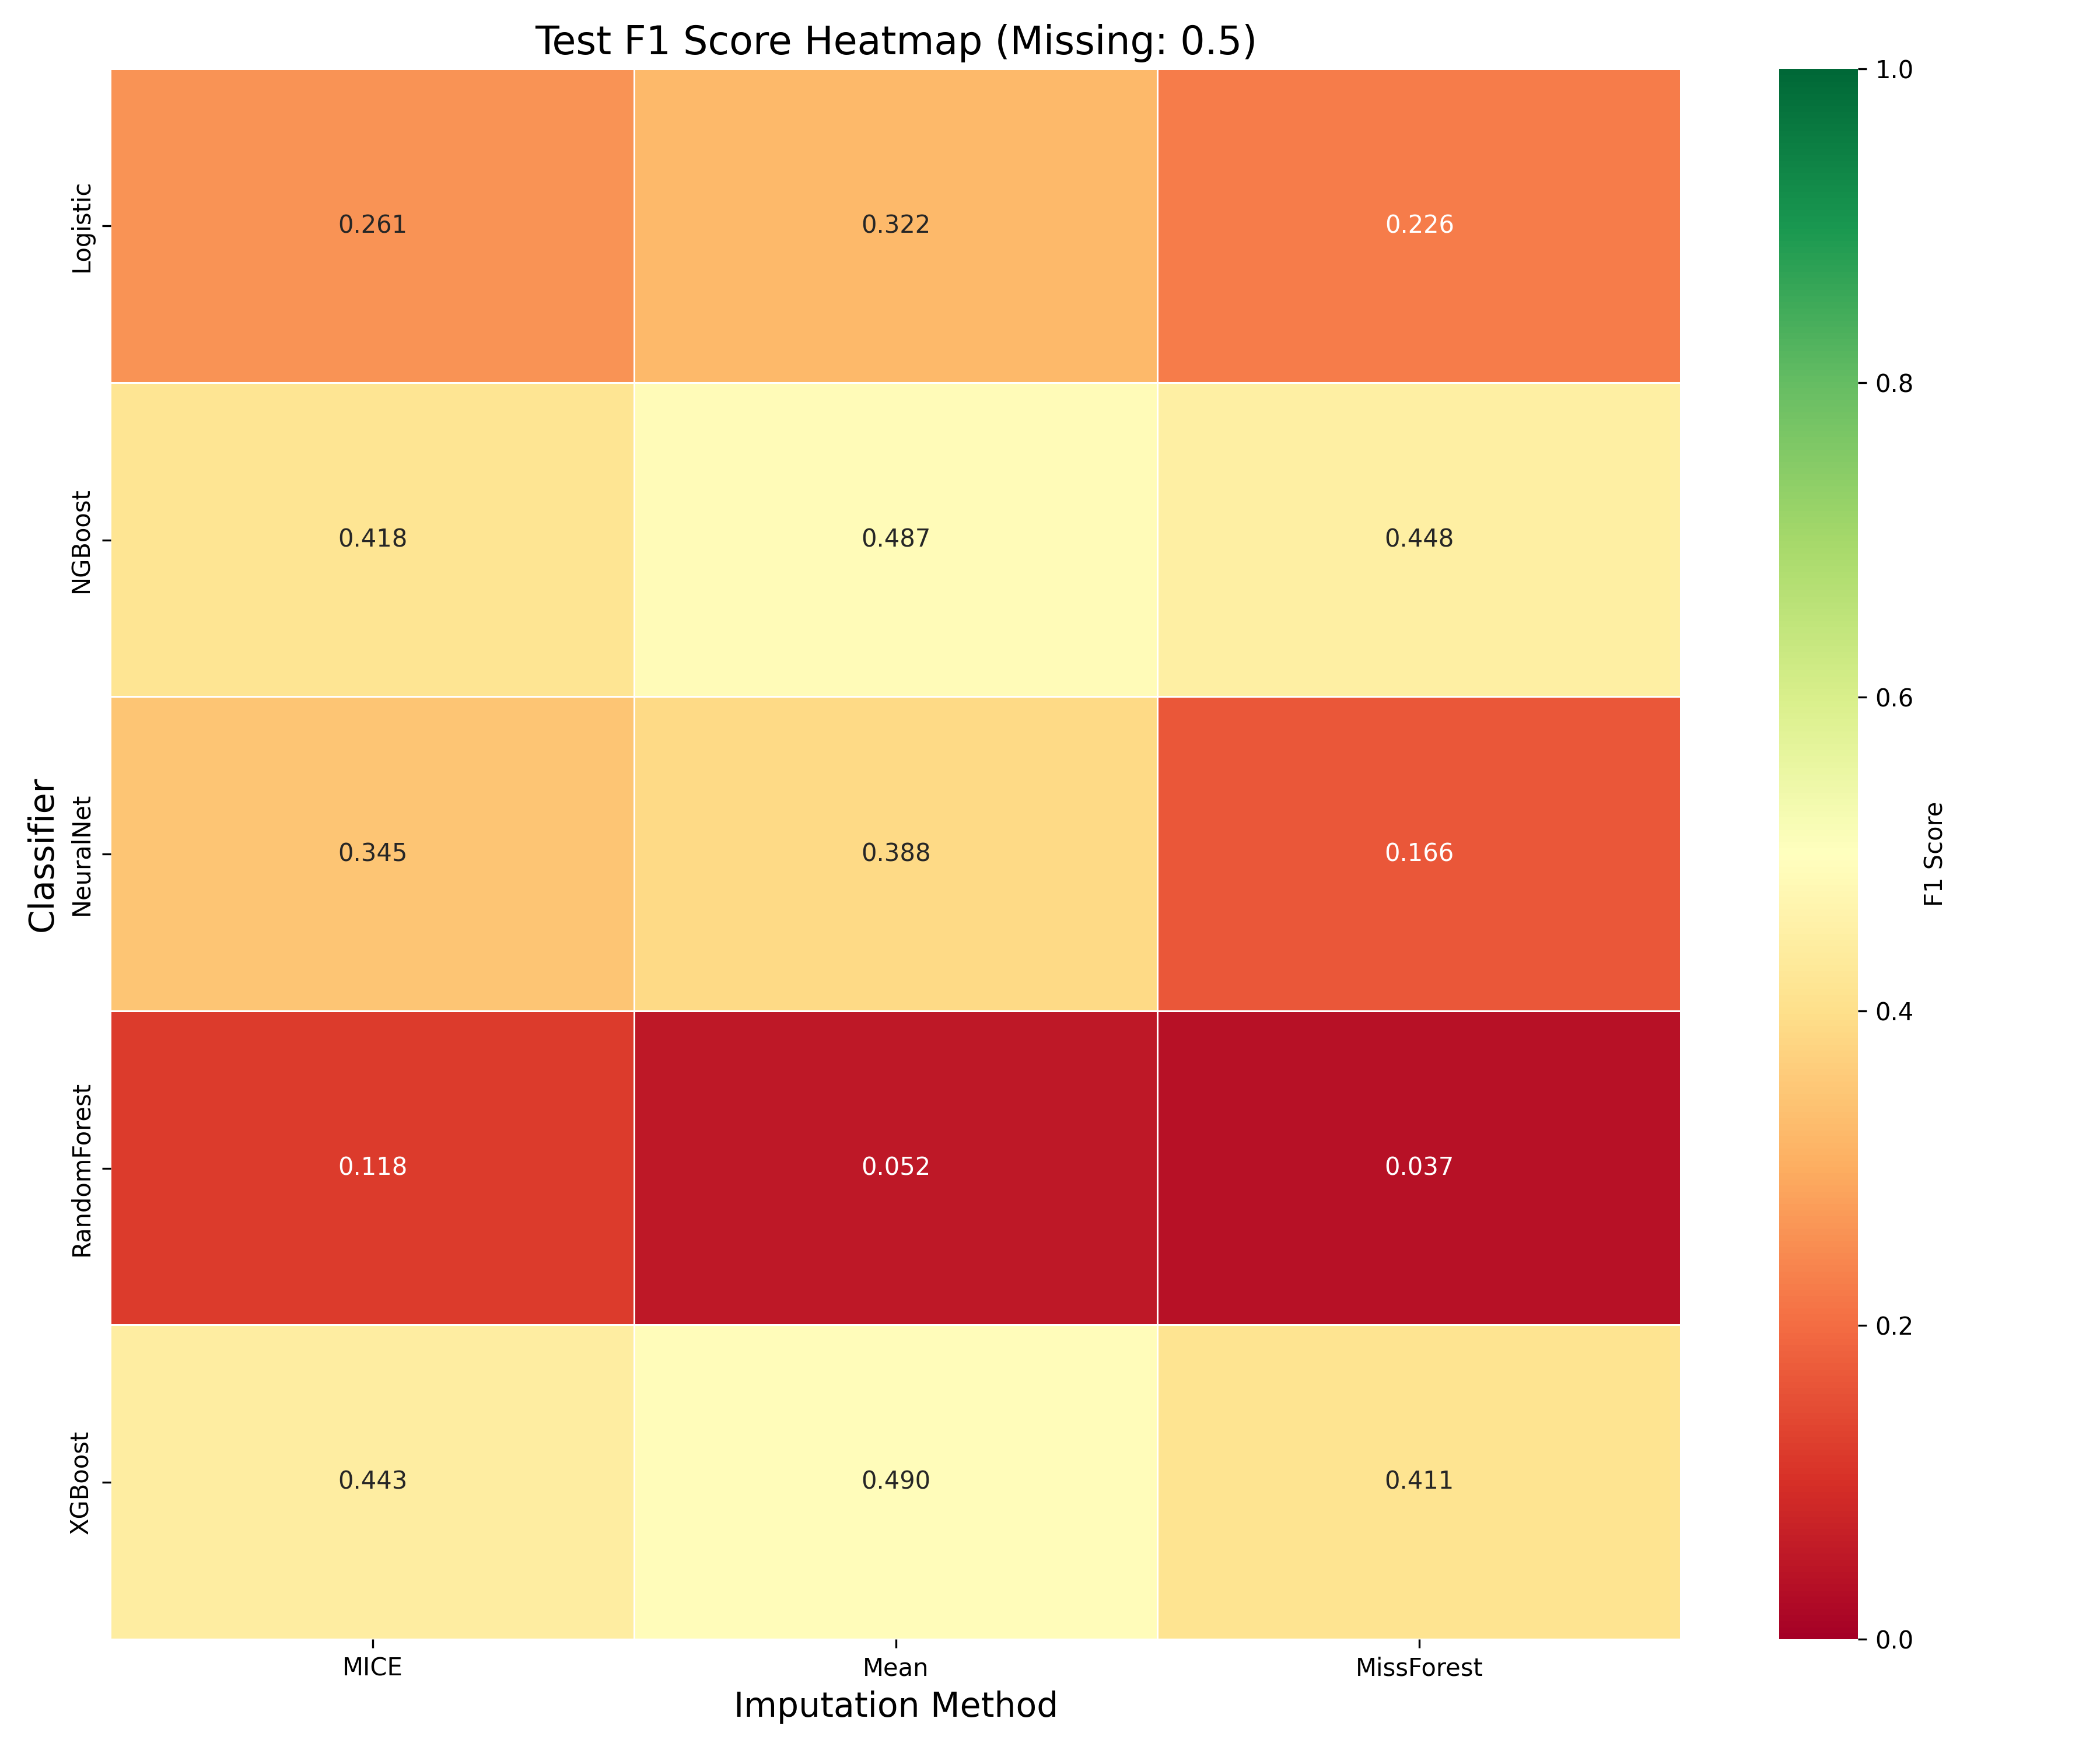 Test F1 Score Heatmap (Missing: 0.5)
Classifier
Logistic
0.261 0.322 0.226
NGBoost
0.418 0.487 0.448
NeuralNet
0.345 0.388 0.166
RandomForest
0.118 0.052 0.037
XGBoost
0.443 0.490 0.411
MICE Mean MissForest
Imputation Method
1.0
0.8
0.6
0.4
0.2
0.0
F1 Score